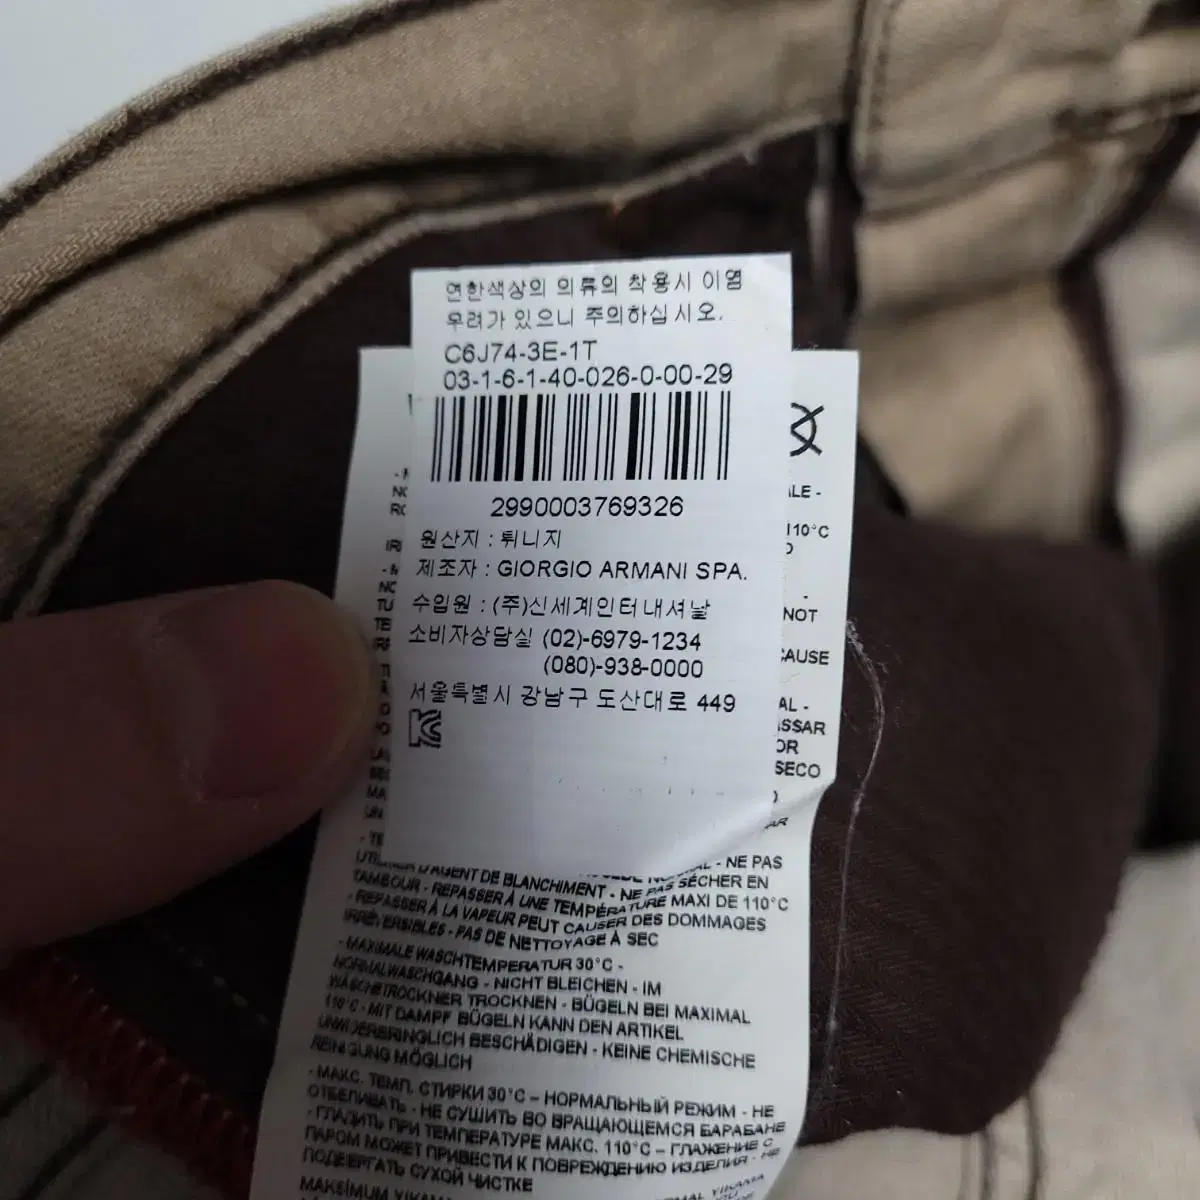 연한색상의 의류의 착용시 이염
우려가 있으니 주의하십시오.
C6J74-3E-1T
03-1-6-1-40-026-0-00-29
2990003769326
원산지 : 튀니지
제조자 : GIORGIO ARMANI SPA.
수입원 : (주)신세계인터내셔날
소비자상담실 (02)-6979-1234
(080)-938-0000
서울특별시 강남구 도산대로 449
110°C
NOT
CAUSE
SECO
- NE PAS
D'AGENT DE BLANCHIMENT - NE PAS SÉCHER EN
TAMBOUR - REPASSER À UNE TEMPÉRATURE MAXI DE 110°C
- REPASSER À LA VAPEUR PEUT CAUSER DES DOMMAGES
IRRÉVERSIBLES - PAS DE NETTOYAGE À SEC
- MAXIMALE WASCHTEMPERATUR 30°C -
NORMALWASCHGANG - NICHT BLEICHEN - IM
WÄSCHETROCKNER TROCKNEN - BÜGELN BEI MAXIMAL
110°C - MIT DAMPF BÜGELN KANN DEN ARTIKEL
UNWIEDERBRINGLICH BESCHÄDIGEN - KEINE CHEMISCHE
REINIGUNG MÖGLICH
- МАКС. ТЕМП. СТИРКИ 30°C – НОРМАЛЬНЫЙ РЕЖИМ - НЕ
ОТБЕЛИВАТЬ - НЕ СУШИТЬ ВО ВРАЩАЮЩЕМСЯ БАРАБАНЕ
- ГЛАДИТЬ ПРИ ТЕМПЕРАТУРЕ МАКС. 110°C – ГЛАЖЕНИЕ С
ПАРОМ МОЖЕТ ПРИВЕСТИ К ПОВРЕЖДЕНИЮ ИЗДЕЛИЯ - НЕ
ПОДВЕРГАТЬ СУХОЙ ЧИСТКЕ
MAKSİMUM YIKAMA